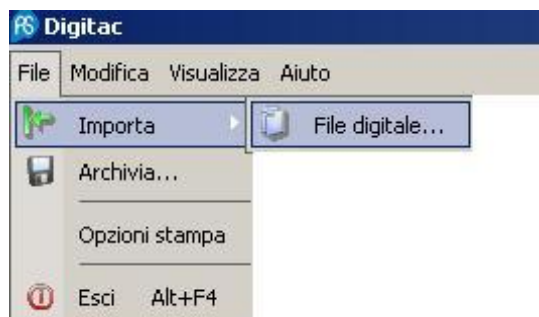 Digitac
File Modifica Visualizza Aiuto
Importa File digitale...
Archivia...
Opzioni stampa
Esci Alt+F4